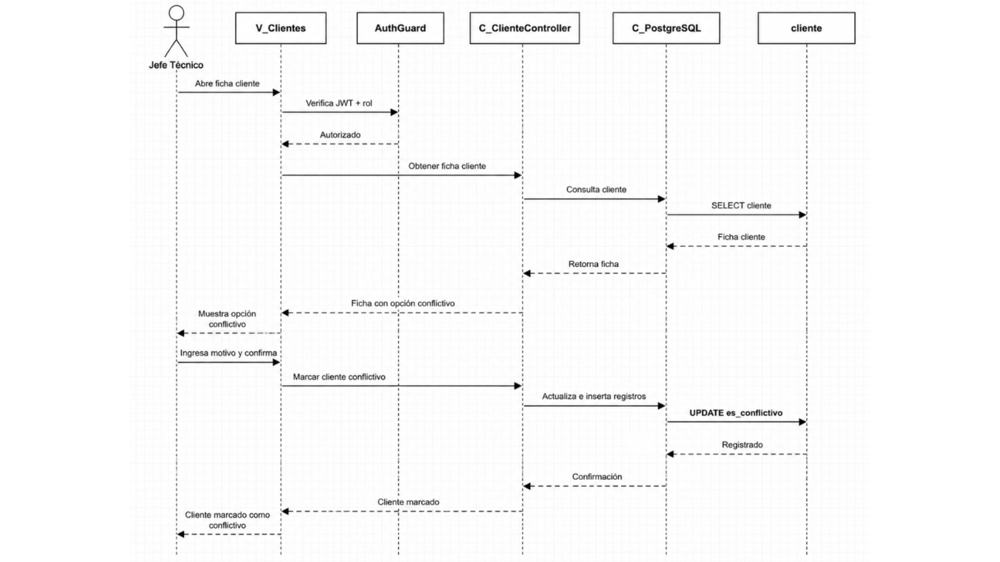 V_Clientes
AuthGuard
C_ClienteController
C_PostgreSQL
cliente
Jefe Técnico
Abre ficha cliente
Verifica JWT + rol
Autorizado
Obtener ficha cliente
Consulta cliente
SELECT cliente
Ficha cliente
Retorna ficha
Ficha con opción conflictivo
Muestra opción
conflictivo
Ingresa motivo y confirma
Marcar cliente conflictivo
Actualiza e inserta registros
UPDATE es_conflictivo
Registrado
Confirmación
Cliente marcado
Cliente marcado como
conflictivo